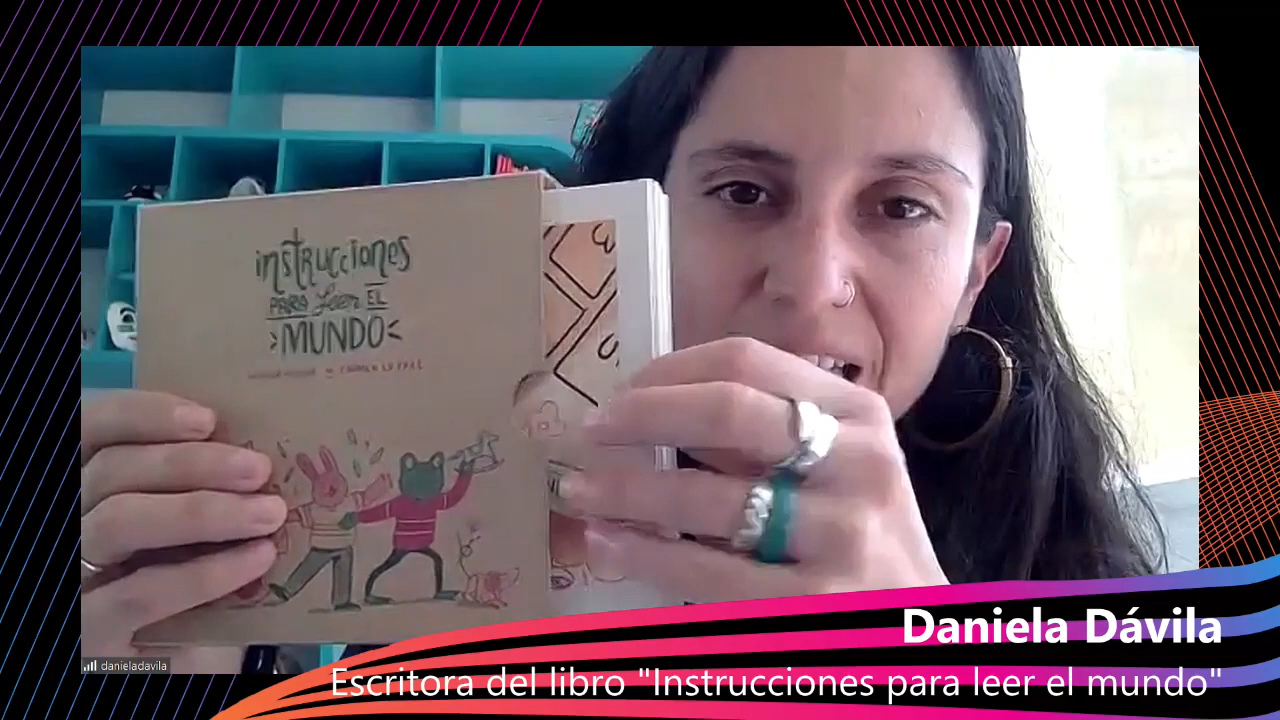 instrucciones
PARA leer EL
MUNDO
danieladavila
Daniela Dávila
Escritora del libro "Instrucciones para leer el mundo"